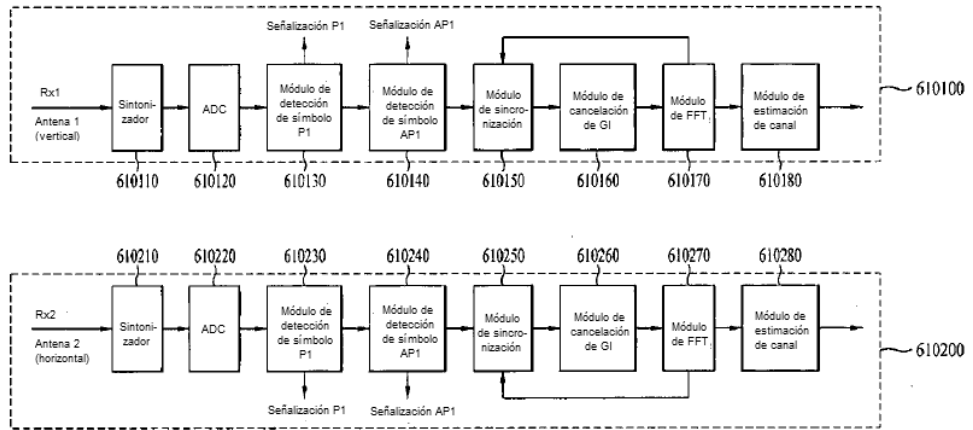 Señalización P1
Señalización AP1
Rx1
Antena 1
(vertical)
Sintoni-
zador
ADC
Módulo de
detección
de símbolo
P1
Módulo de
detección
de símbolo
AP1
Módulo
de sincro-
nización
Módulo de
cancelación
de GI
Módulo
de FFT
Módulo de
estimación
de canal
610100
610110
610120
610130
610140
610150
610160
610170
610180
610210
610220
610230
610240
610250
610260
610270
610280
Rx2
Antena 2
(horizontal)
Sintoni-
zador
ADC
Módulo de
detección
de símbolo
P1
Módulo de
detección
de símbolo
AP1
Módulo
de sincro-
nización
Módulo de
cancelación
de GI
Módulo
de FFT
Módulo de
estimación
de canal
610200
Señalización P1
Señalización AP1